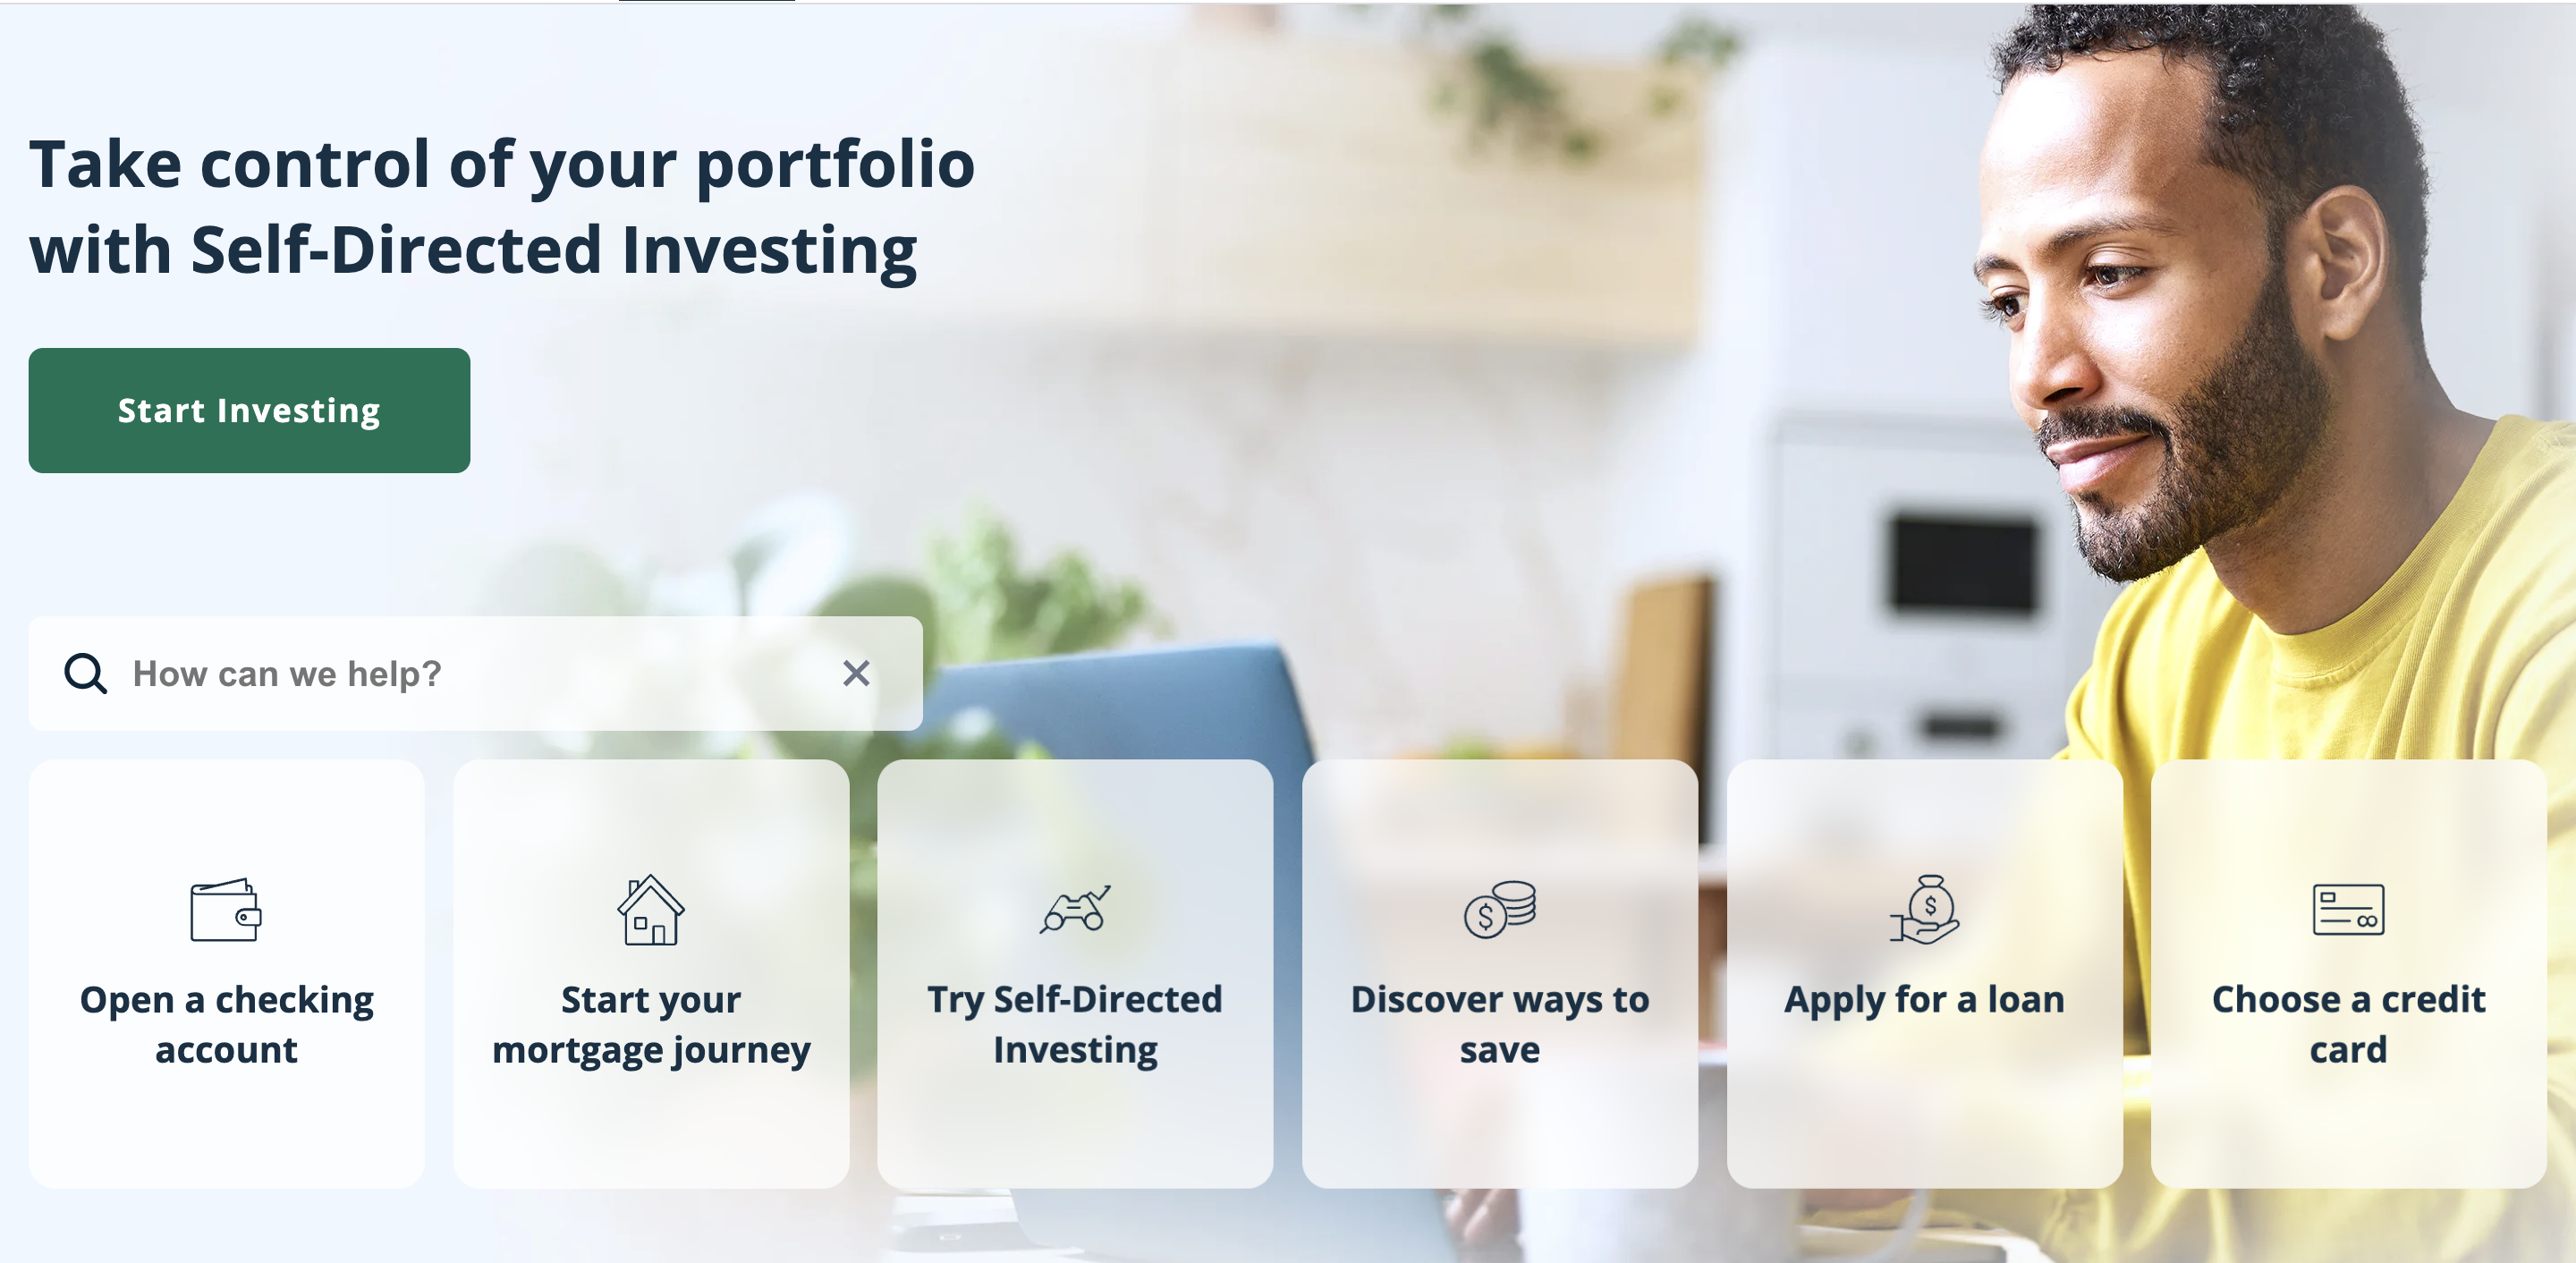 Take control of your portfolio
with Self-Directed Investing
Start Investing
How can we help?
Open a checking
account
Start your
mortgage journey
Try Self-Directed
Investing
Discover ways to
save
Apply for a loan
Choose a credit
card